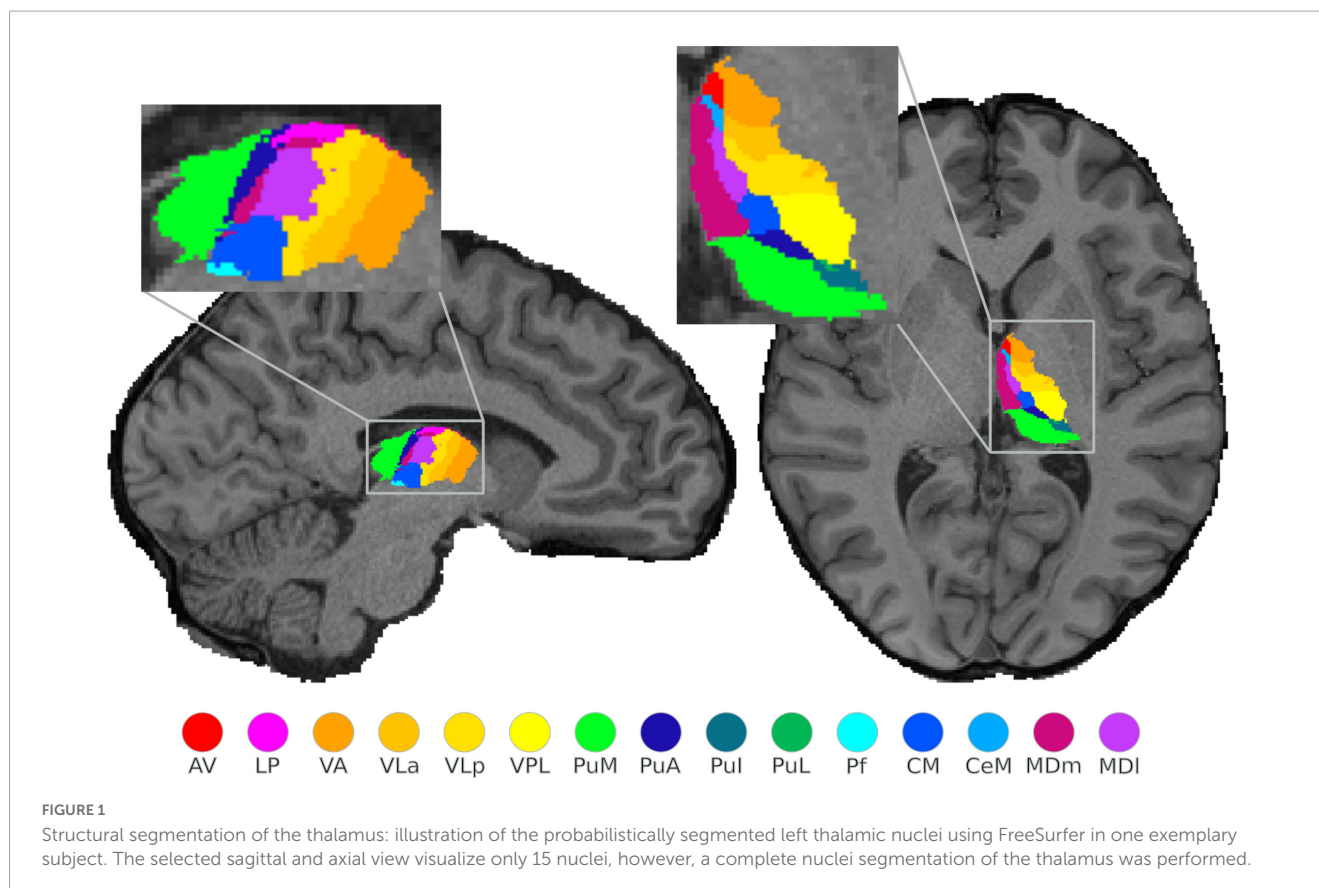 AV LP VA VLa VLp VPL PuM PuA PuI PuL Pf CM CeM MDm MDl
FIGURE 1
Structural segmentation of the thalamus: illustration of the probabilistically segmented left thalamic nuclei using FreeSurfer in one exemplary
subject. The selected sagittal and axial view visualize only 15 nuclei, however, a complete nuclei segmentation of the thalamus was performed.